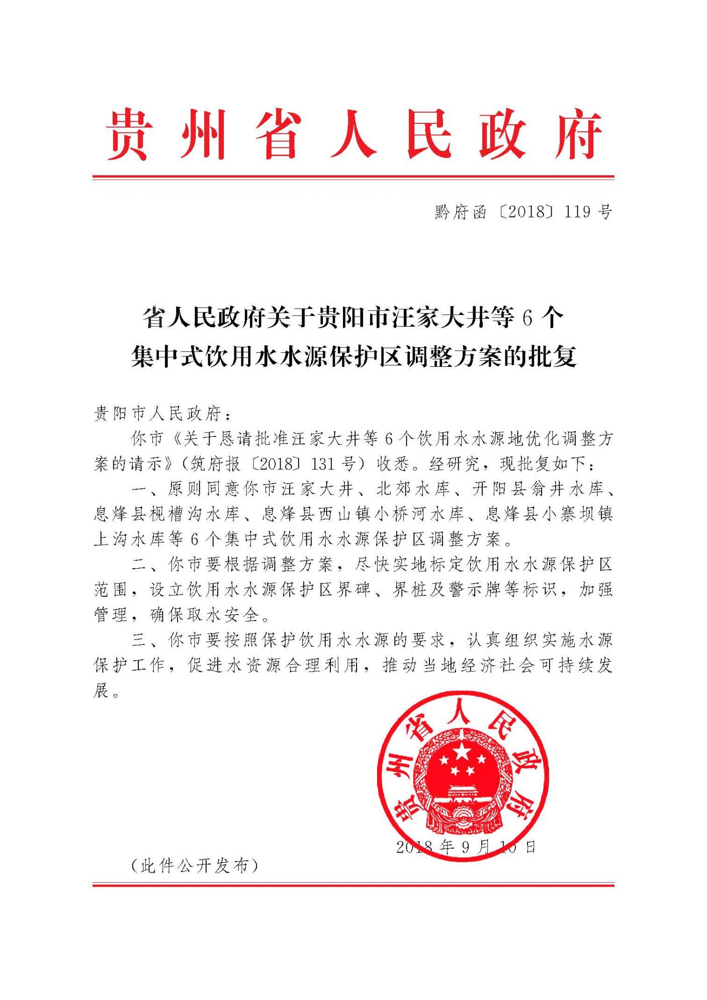 贵州省人民政府
黔府函〔2018〕119号
省人民政府关于贵阳市汪家大井等6个
集中式饮用水水源保护区调整方案的批复
贵阳市人民政府：
你市《关于恳请批准汪家大井等6个饮用水水源地优化调整方
案的请示》（筑府报〔2018〕131号）收悉。经研究，现批复如下：
一、原则同意你市汪家大井、北郊水库、开阳县翁井水库、
息烽县枧槽沟水库、息烽县西山镇小桥河水库、息烽县小寨坝镇
上沟水库等6个集中式饮用水水源保护区调整方案。
二、你市要根据调整方案，尽快实地标定饮用水水源保护区
范围，设立饮用水水源保护区界碑、界桩及警示牌等标识，加强
管理，确保取水安全。
三、你市要按照保护饮用水水源的要求，认真组织实施水源
保护工作，促进水资源合理利用，推动当地经济社会可持续发
展。
贵州省人民政府
2018年9月10日
（此件公开发布）